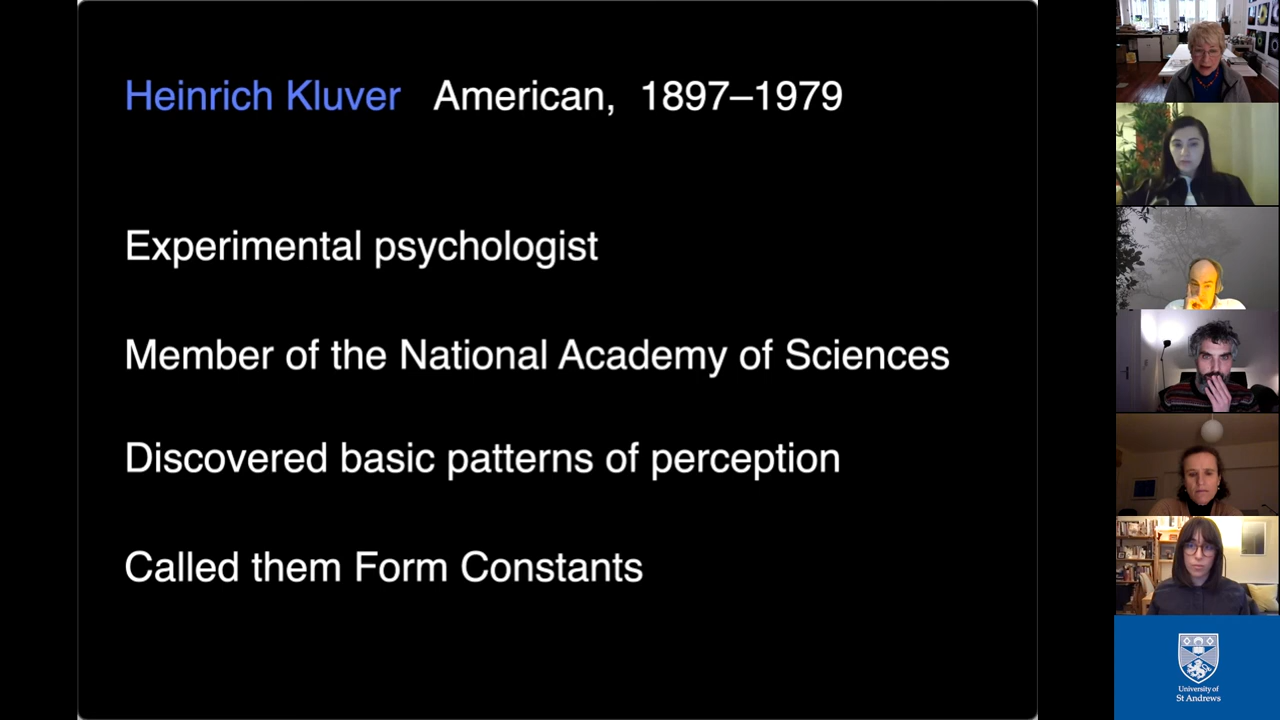 Heinrich Kluver American, 1897–1979
Experimental psychologist
Member of the National Academy of Sciences
Discovered basic patterns of perception
Called them Form Constants
University of
St Andrews